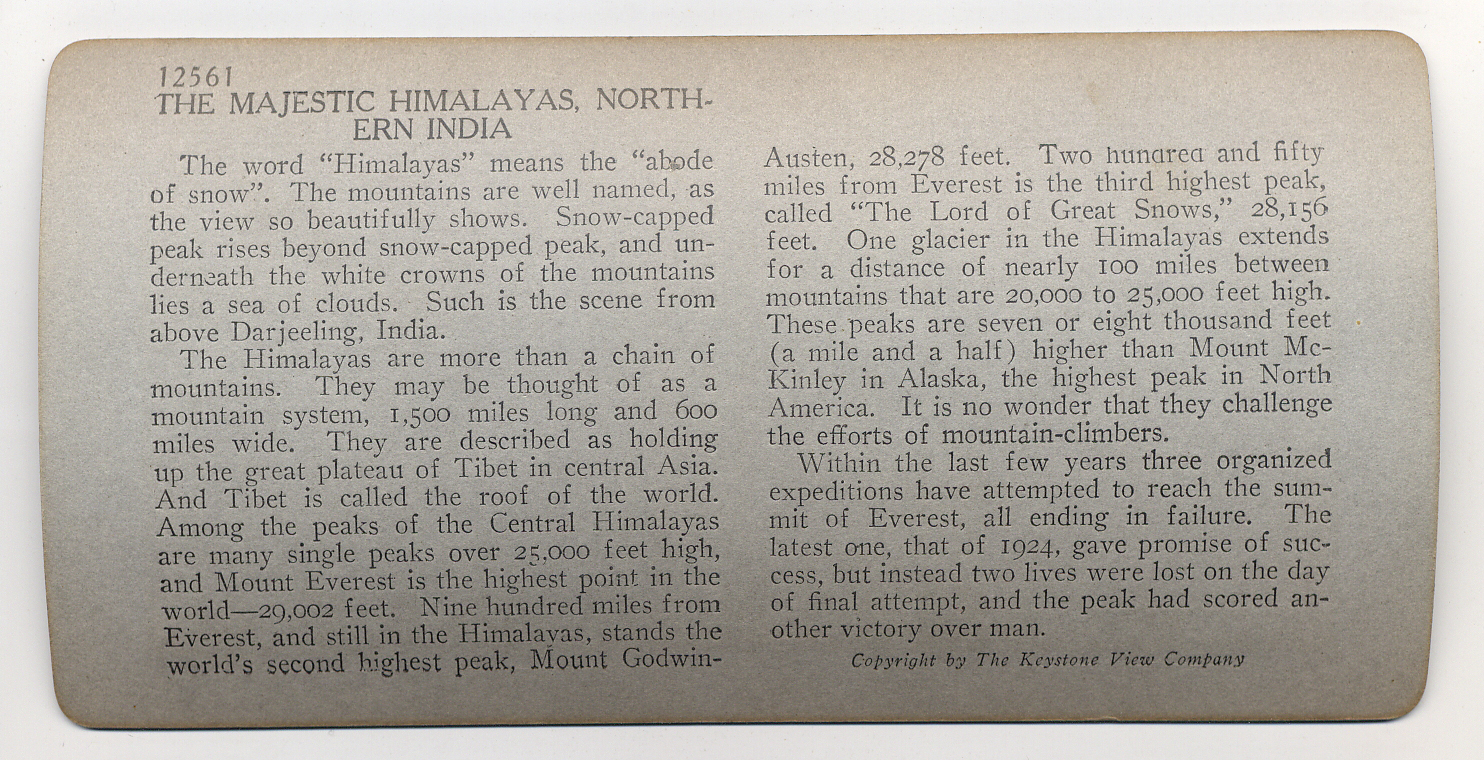 12561
THE MAJESTIC HIMALAYAS, NORTH-
ERN INDIA
The word “Himalayas” means the “abode
of snow”. The mountains are well named, as
the view so beautifully shows. Snow-capped
peak rises beyond snow-capped peak, and un-
derneath the white crowns of the mountains
lies a sea of clouds. Such is the scene from
above Darjeeling, India.
The Himalayas are more than a chain of
mountains. They may be thought of as a
mountain system, 1,500 miles long and 600
miles wide. They are described as holding
up the great plateau of Tibet in central Asia.
And Tibet is called the roof of the world.
Among the peaks of the Central Himalayas
are many single peaks over 25,000 feet high,
and Mount Everest is the highest point in the
world—29,002 feet. Nine hundred miles from
Everest, and still in the Himalayas, stands the
world’s second highest peak, Mount Godwin-
Austen, 28,278 feet. Two hundred and fifty
miles from Everest is the third highest peak,
called “The Lord of Great Snows,” 28,156
feet. One glacier in the Himalayas extends
for a distance of nearly 100 miles between
mountains that are 20,000 to 25,000 feet high.
These peaks are seven or eight thousand feet
(a mile and a half) higher than Mount Mc-
Kinley in Alaska, the highest peak in North
America. It is no wonder that they challenge
the efforts of mountain-climbers.
Within the last few years three organized
expeditions have attempted to reach the sum-
mit of Everest, all ending in failure. The
latest one, that of 1924, gave promise of suc-
cess, but instead two lives were lost on the day
of final attempt, and the peak had scored an-
other victory over man.
Copyright by The Keystone View Company